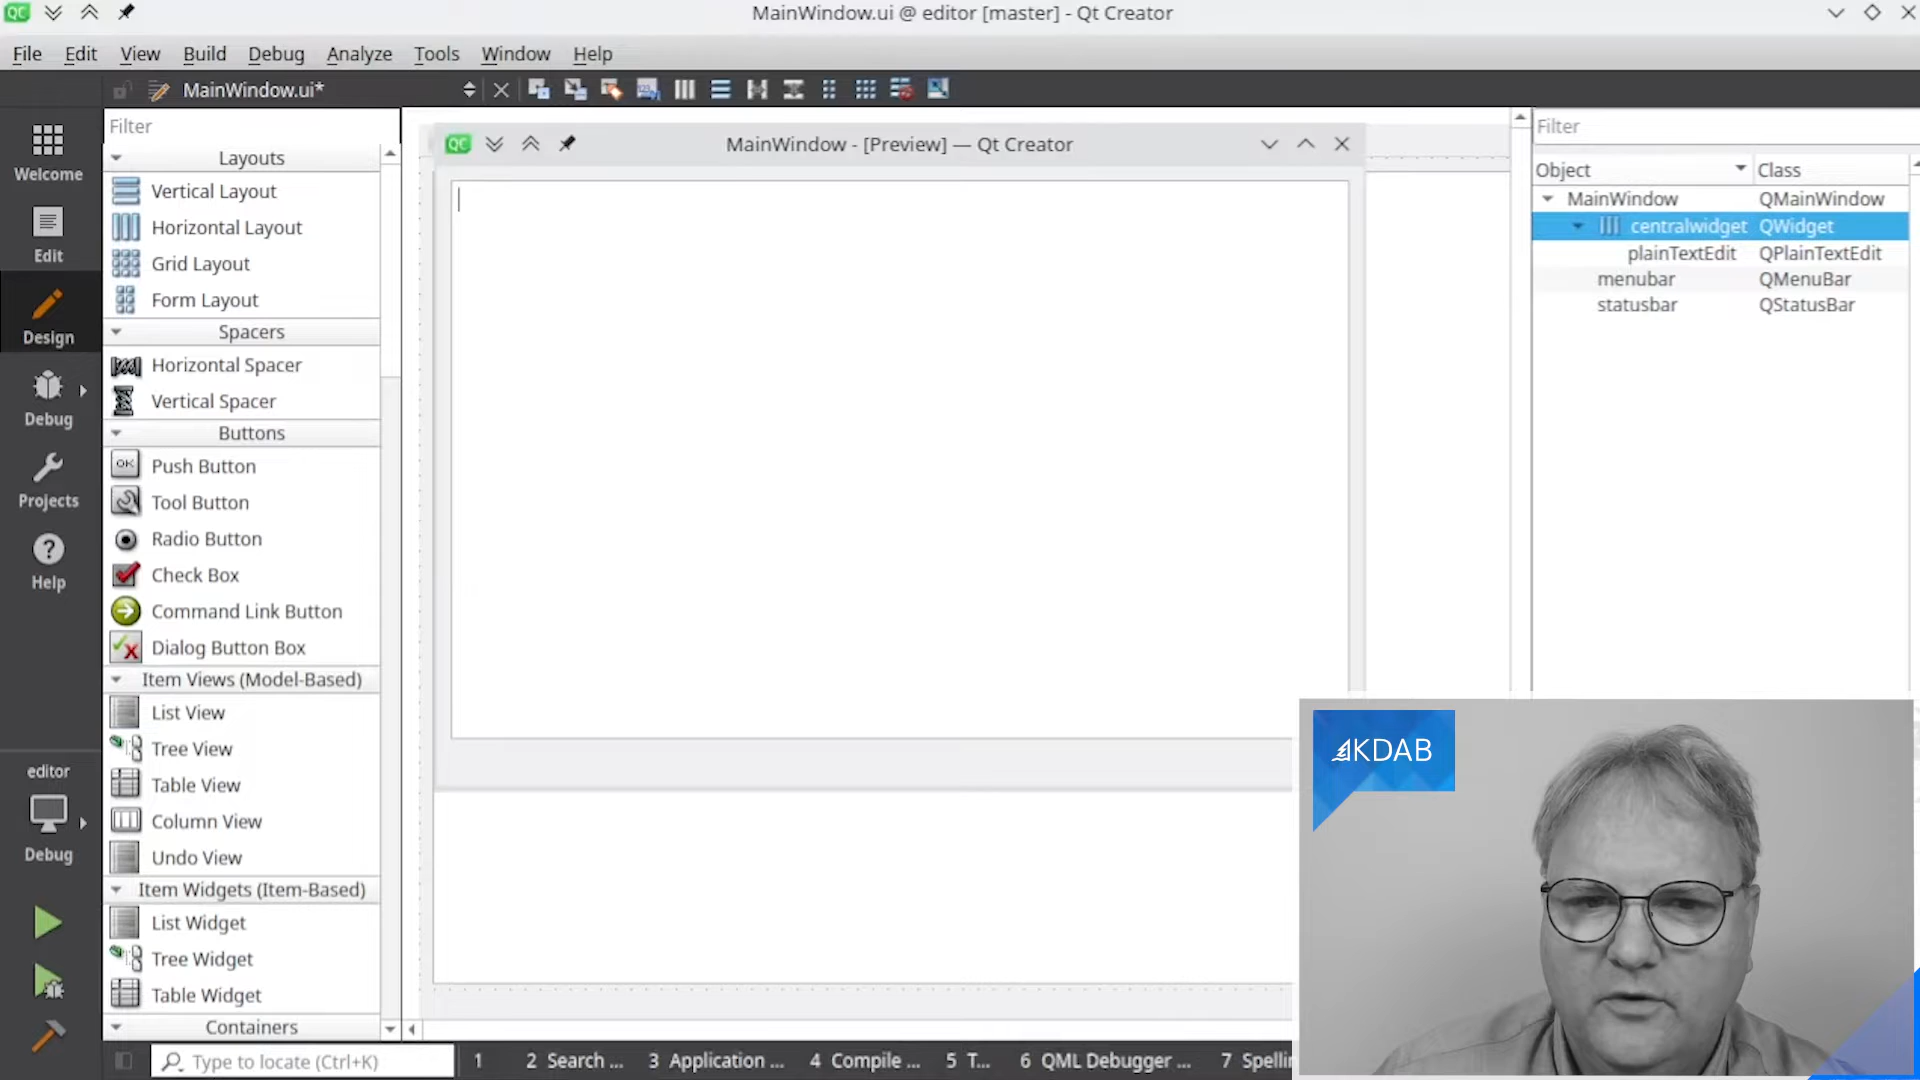 MainWindow.ui @ editor [master] - Qt Creator
File Edit View Build Debug Analyze Tools Window Help
MainWindow.ui*
Filter
Layouts
Vertical Layout
Horizontal Layout
Grid Layout
Form Layout
Spacers
Horizontal Spacer
Vertical Spacer
Buttons
Push Button
Tool Button
Radio Button
Check Box
Command Link Button
Dialog Button Box
Item Views (Model-Based)
List View
Tree View
Table View
Column View
Undo View
Item Widgets (Item-Based)
List Widget
Tree Widget
Table Widget
Containers
Welcome
Edit
Design
Debug
Projects
Help
editor
Debug
QC
QC MainWindow - [Preview] — Qt Creator
Filter
Object Class
MainWindow QMainWindow
centralwidget QWidget
plainTextEdit QPlainTextEdit
menubar QMenuBar
statusbar QStatusBar
KDAB
Type to locate (Ctrl+K) 1 2 Search ... 3 Application ... 4 Compile ... 5 T... 6 QML Debugger ... 7
OK